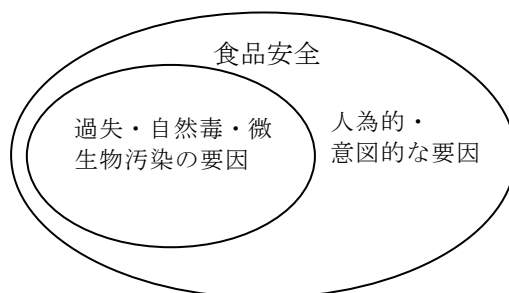 食品安全
過失・自然毒・微
生物汚染の要因
人為的・
意図的な要因